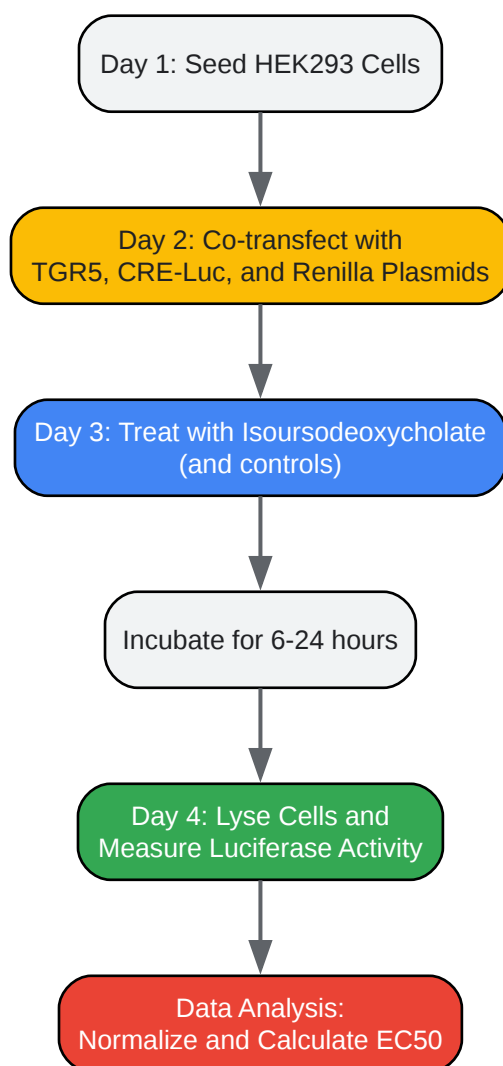 Day 1: Seed HEK293 Cells
Day 2: Co-transfect with
TGR5, CRE-Luc, and Renilla Plasmids
Day 3: Treat with Isoursodeoxycholate
(and controls)
Incubate for 6-24 hours
Day 4: Lyse Cells and
Measure Luciferase Activity
Data Analysis:
Normalize and Calculate EC50